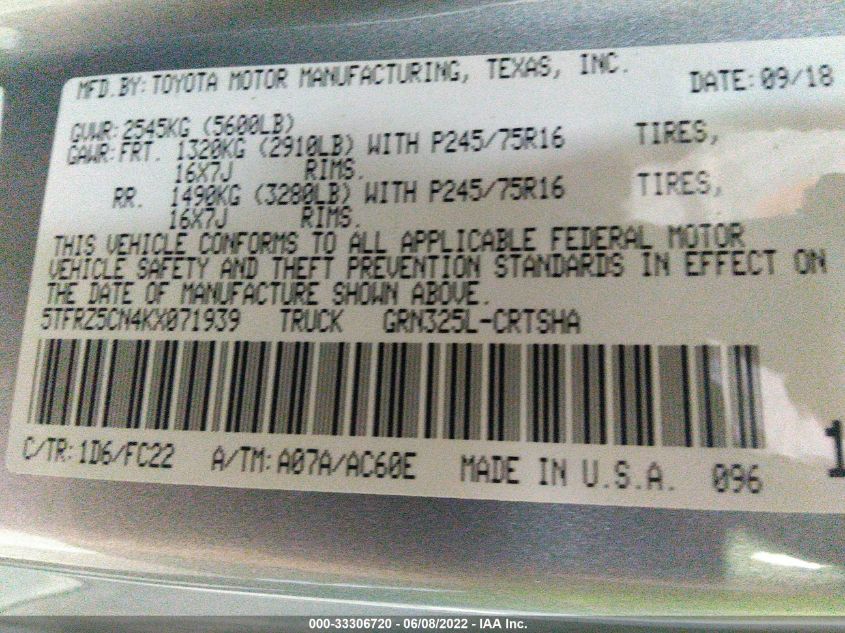 MFD.BY:TOYOTA MOTOR MANUFACTURING, TEXAS, INC. DATE:09/18
GVWR:2545KG (5600LB)
GAWR:FRT. 1320KG (2910LB) WITH P245/75R16 TIRES,
16X7J RIMS.
RR. 1490KG (3280LB) WITH P245/75R16 TIRES,
16X7J RIMS.
THIS VEHICLE CONFORMS TO ALL APPLICABLE FEDERAL MOTOR
VEHICLE SAFETY AND THEFT PREVENTION STANDARDS IN EFFECT ON
THE DATE OF MANUFACTURE SHOWN ABOVE.
5TFRZ5CN4KX071939 TRUCK GRN325L-CRTSHA
C/TR:1D6/FC22 A/TM:A07A/AC60E MADE IN U.S.A. 096
000-33306720 - 06/08/2022 - IAA Inc.